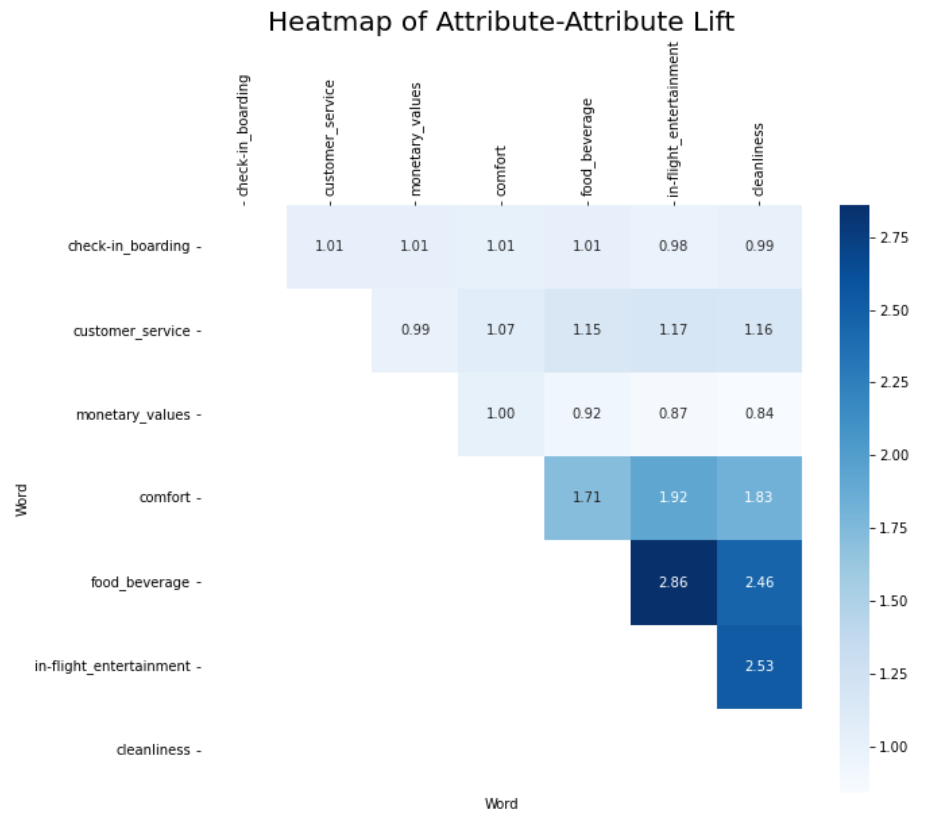 Heatmap of Attribute-Attribute Lift
check-in_boarding
customer_service
monetary_values
comfort
food_beverage
in-flight_entertainment
cleanliness
check-in_boarding
1.01 1.01 1.01 1.01 0.98 0.99
customer_service
0.99 1.07 1.15 1.17 1.16
monetary_values
1.00 0.92 0.87 0.84
comfort
1.71 1.92 1.83
food_beverage
2.86 2.46
in-flight_entertainment
2.53
cleanliness
Word
Word
2.75
2.50
2.25
2.00
1.75
1.50
1.25
1.00